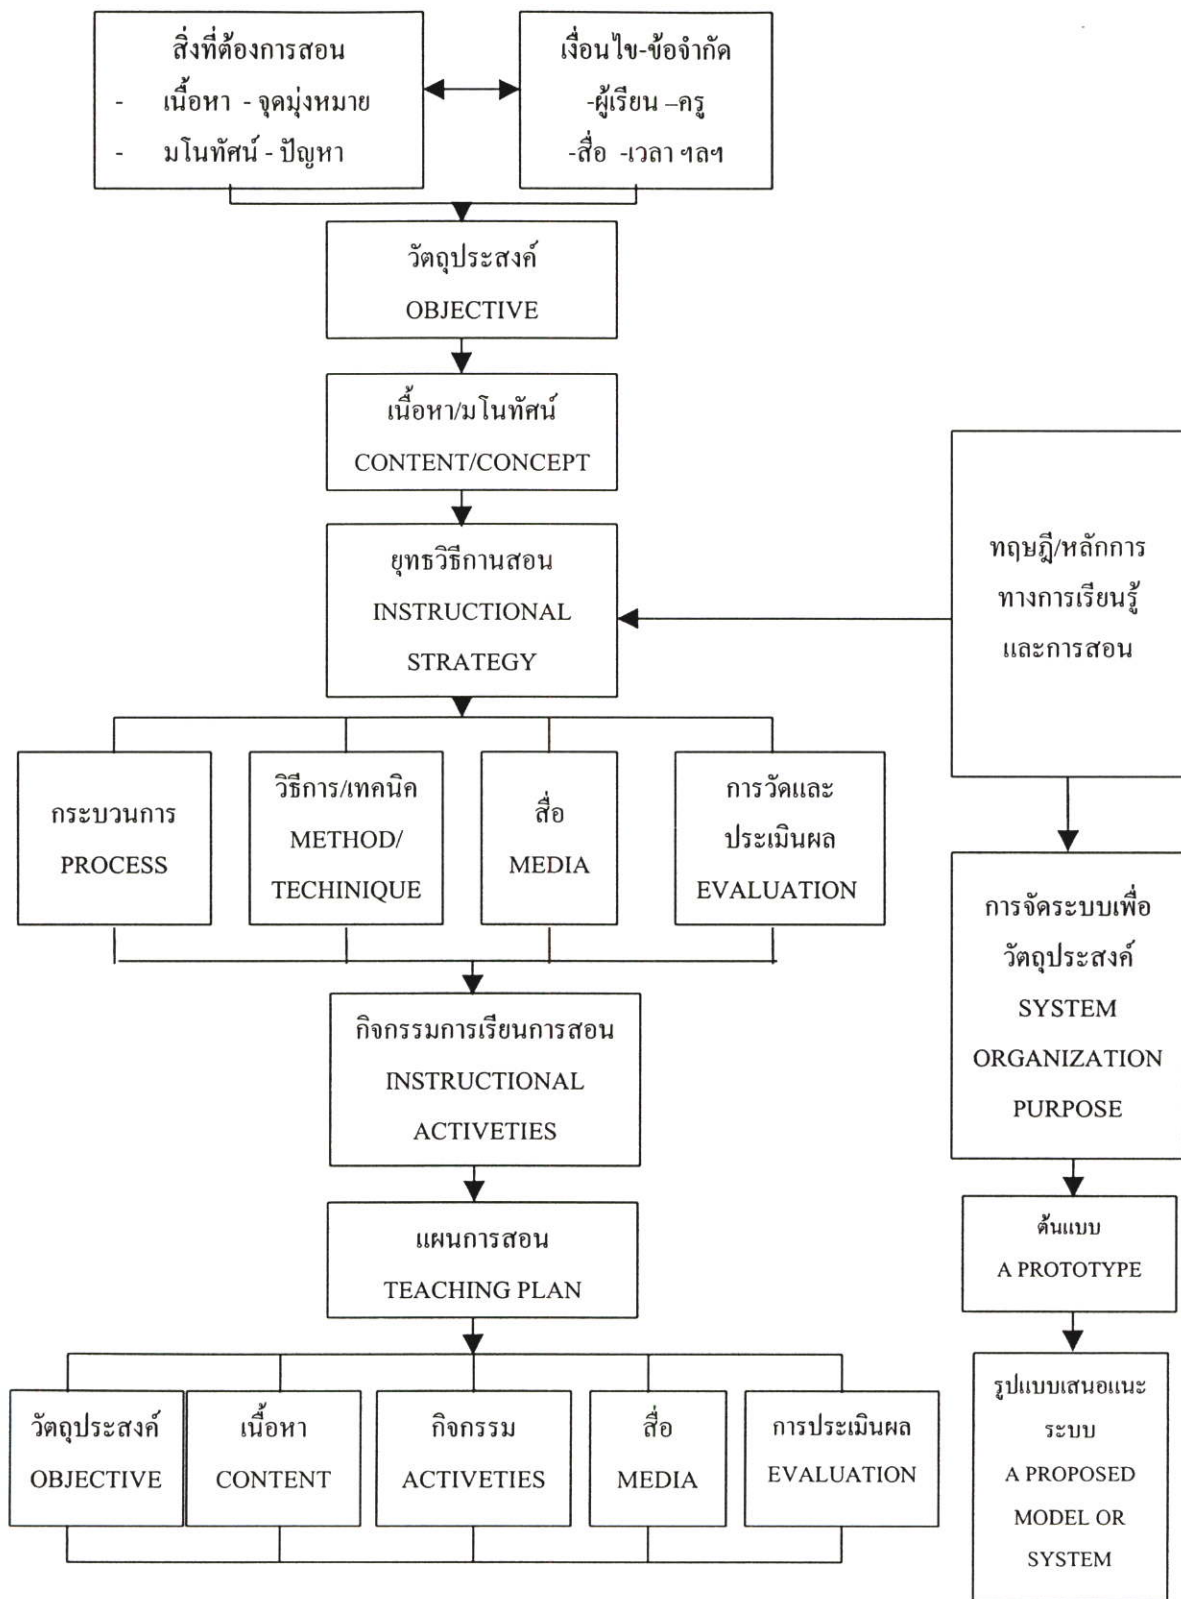 สิ่งที่ต้องการสอน
- เนื้อหา - จุดมุ่งหมาย
- มโนทัศน์ - ปัญหา
เงื่อนไข-ข้อจำกัด
-ผู้เรียน –ครู
-สื่อ -เวลา ฯลฯ
วัตถุประสงค์
OBJECTIVE
เนื้อหา/มโนทัศน์
CONTENT/CONCEPT
ยุทธวิธีกานสอน
INSTRUCTIONAL
STRATEGY
ทฤษฎี/หลักการ
ทางการเรียนรู้
และการสอน
กระบวนการ
PROCESS
วิธีการ/เทคนิค
METHOD/
TECHINIQUE
สื่อ
MEDIA
การวัดและ
ประเมินผล
EVALUATION
การจัดระบบเพื่อ
วัตถุประสงค์
SYSTEM
ORGANIZATION
PURPOSE
กิจกรรมการเรียนการสอน
INSTRUCTIONAL
ACTIVETIES
แผนการสอน
TEACHING PLAN
ต้นแบบ
A PROTOTYPE
วัตถุประสงค์
OBJECTIVE
เนื้อหา
CONTENT
กิจกรรม
ACTIVETIES
สื่อ
MEDIA
การประเมินผล
EVALUATION
รูปแบบเสนอแนะ
ระบบ
A PROPOSED
MODEL OR
SYSTEM